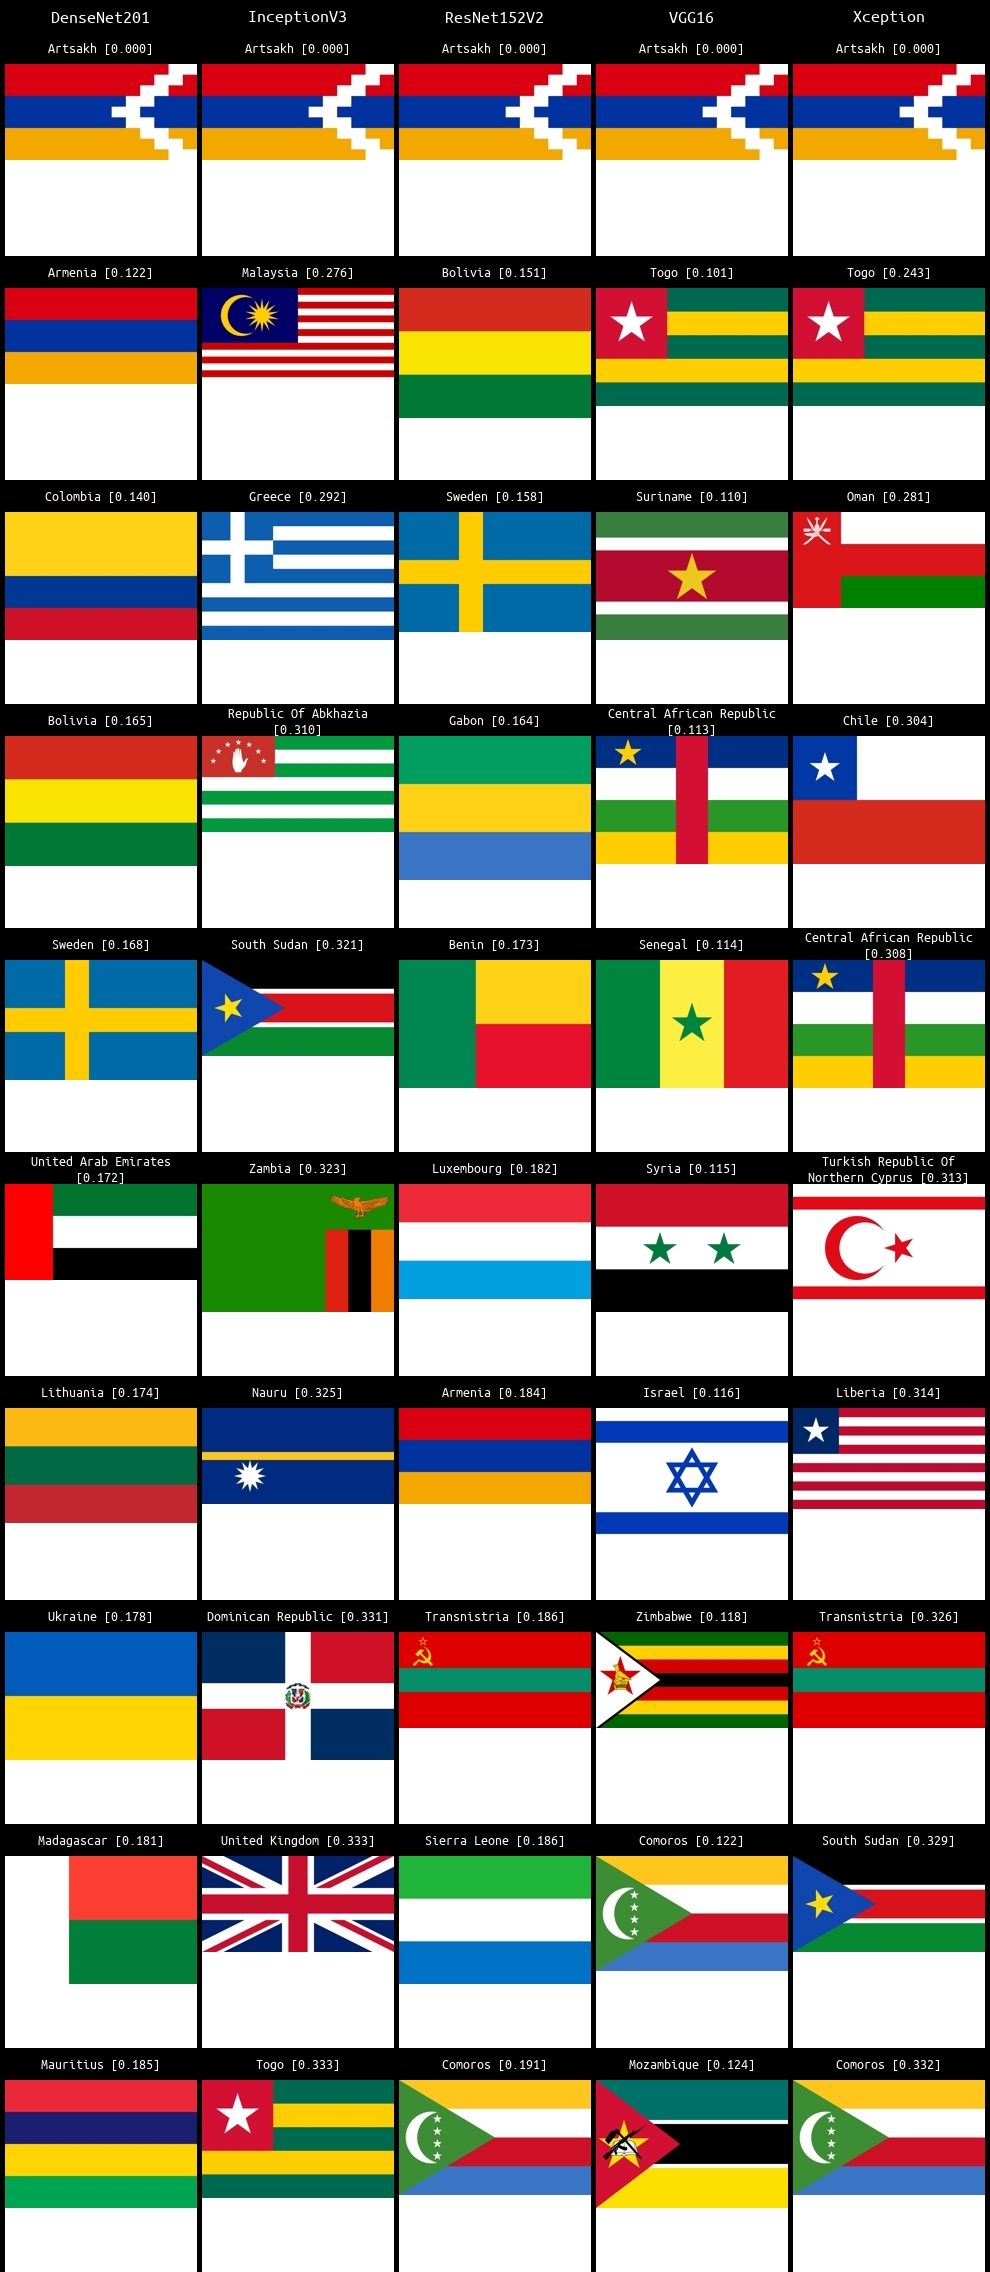 DenseNet201 InceptionV3 ResNet152V2 VGG16 Xception
Artsakh [0.000] Artsakh [0.000] Artsakh [0.000] Artsakh [0.000] Artsakh [0.000]
Armenia [0.122] Malaysia [0.276] Bolivia [0.151] Togo [0.101] Togo [0.243]
Colombia [0.140] Greece [0.292] Sweden [0.158] Suriname [0.110] Oman [0.281]
Bolivia [0.165] Republic Of Abkhazia [0.310] Gabon [0.164] Central African Republic [0.113] Chile [0.304]
Sweden [0.168] South Sudan [0.321] Benin [0.173] Senegal [0.114] Central African Republic [0.308]
United Arab Emirates [0.172] Zambia [0.323] Luxembourg [0.182] Syria [0.115] Turkish Republic Of Northern Cyprus [0.313]
Lithuania [0.174] Nauru [0.325] Armenia [0.184] Israel [0.116] Liberia [0.314]
Ukraine [0.178] Dominican Republic [0.331] Transnistria [0.186] Zimbabwe [0.118] Transnistria [0.326]
Madagascar [0.181] United Kingdom [0.333] Sierra Leone [0.186] Comoros [0.122] South Sudan [0.329]
Mauritius [0.185] Togo [0.333] Comoros [0.191] Mozambique [0.124] Comoros [0.332]